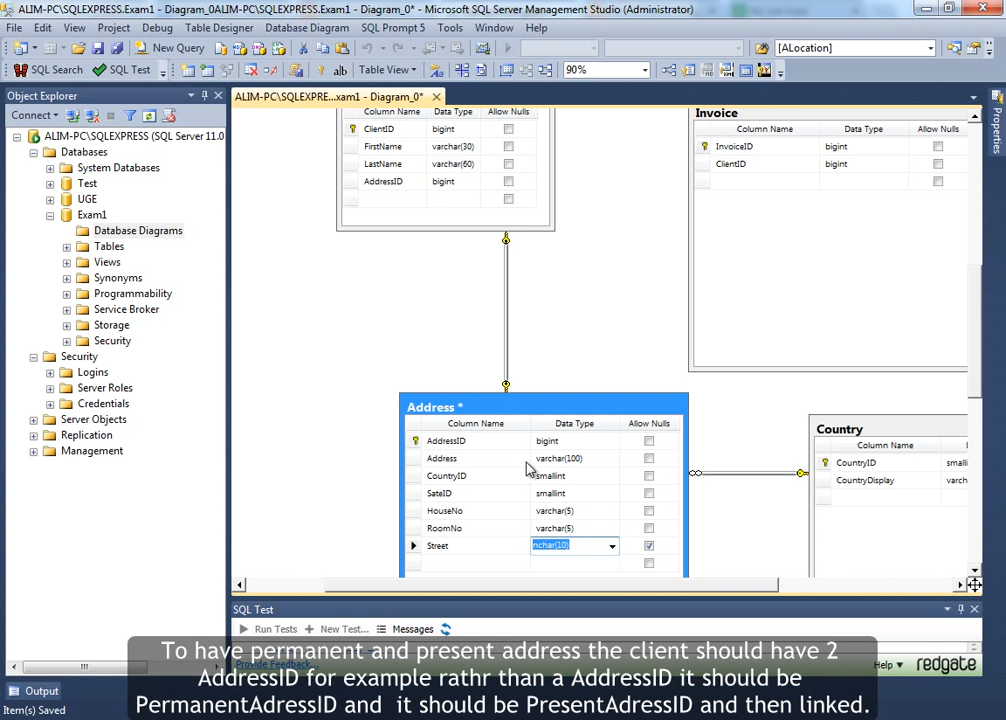 ALIM-PC\SQLEXPRESS.Exam1 - Diagram_0ALIM-PC\SQLEXPRESS.Exam1 - Diagram_0* - Microsoft SQL Server Management Studio (Administrator)
File Edit View Project Debug Table Designer Database Diagram SQL Prompt 5 Tools Window Help
New Query [ALocation]
SQL Search SQL Test Table View 90%
Object Explorer
ALIM-PC\SQLEXPRE...xam1 - Diagram_0*
Properties
Connect
ALIM-PC\SQLEXPRESS (SQL Server 11.0
Databases
System Databases
Test
UGE
Exam1
Database Diagrams
Tables
Views
Synonyms
Programmability
Service Broker
Storage
Security
Security
Logins
Server Roles
Credentials
Server Objects
Replication
Management
Column Name Data Type Allow Nulls
ClientID bigint
FirstName varchar(30)
LastName varchar(60)
AddressID bigint
Invoice
Column Name Data Type Allow Nulls
InvoiceID bigint
ClientID bigint
Address *
Column Name Data Type Allow Nulls
AddressID bigint
Address varchar(100)
CountryID smallint
SateID smallint
HouseNo varchar(5)
RoomNo varchar(5)
Street nchar(10)
Country
Column Name
CountryID smalli
CountryDisplay varch
SQL Test
Run Tests New Test... Messages
Provide Feedback...
Help redgate
To have permanent and present address the client should have 2
AddressID for example rathr than a AddressID it should be
PermanentAdressID and it should be PresentAdressID and then linked.
Output
Item(s) Saved